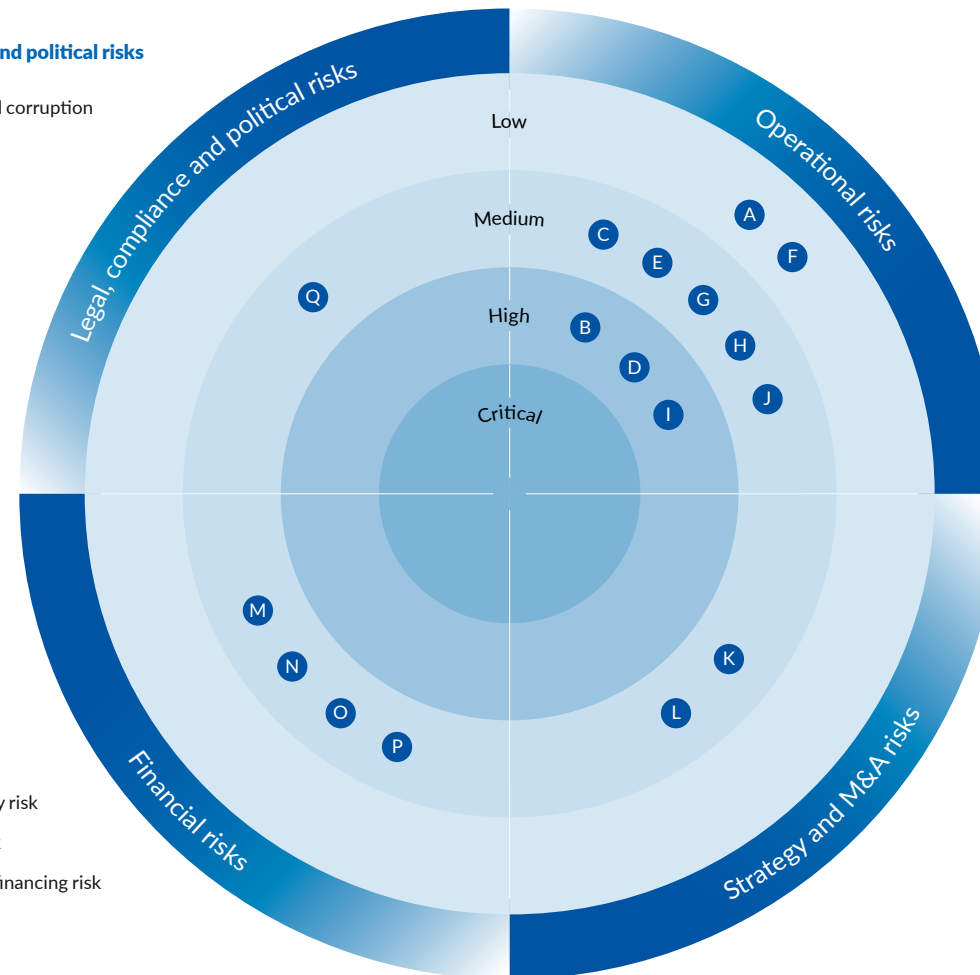 nd political risks
corruption
Legal, compliance and political risks
Operational risks
Low
Medium
High
Critical
A
F
C
E
G
H
J
B
D
I
Q
M
N
O
P
K
L
Financial risks
Strategy and M&A risks
risk
financing risk